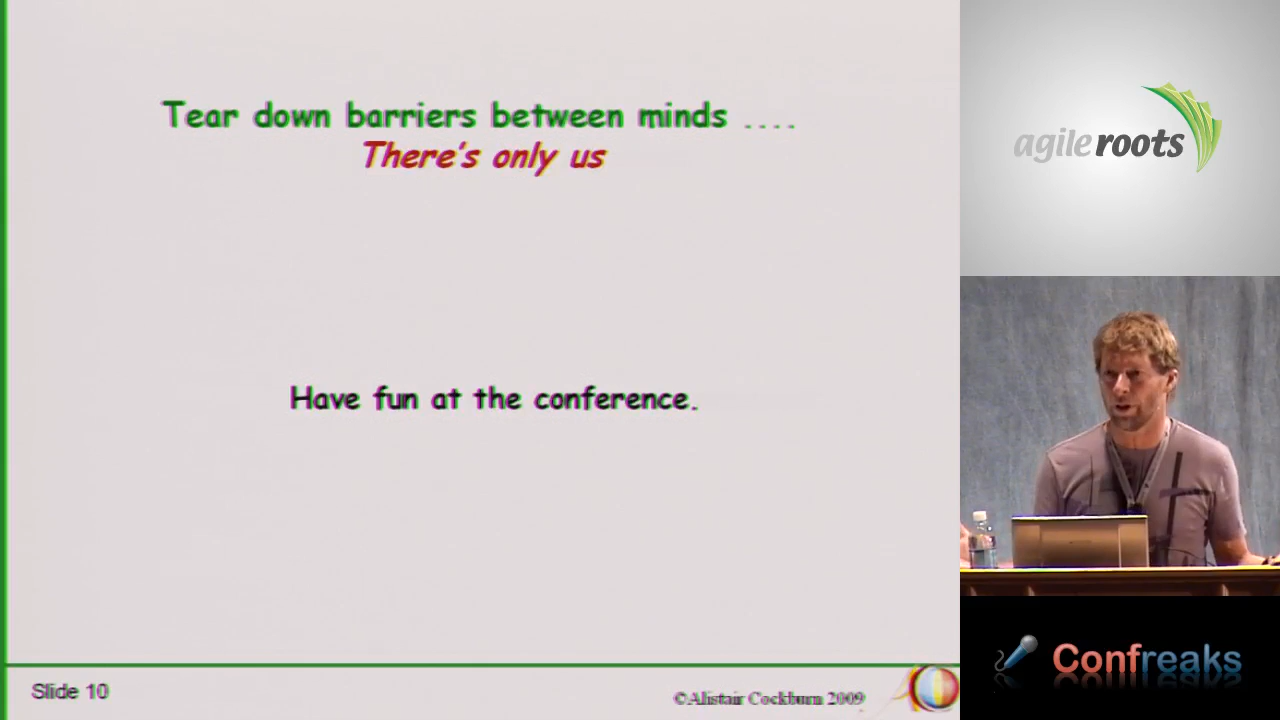 Tear down barriers between minds ....
There's only us
Have fun at the conference.
Slide 10
©Alistair Cockburn 2009
agile roots
Confreaks